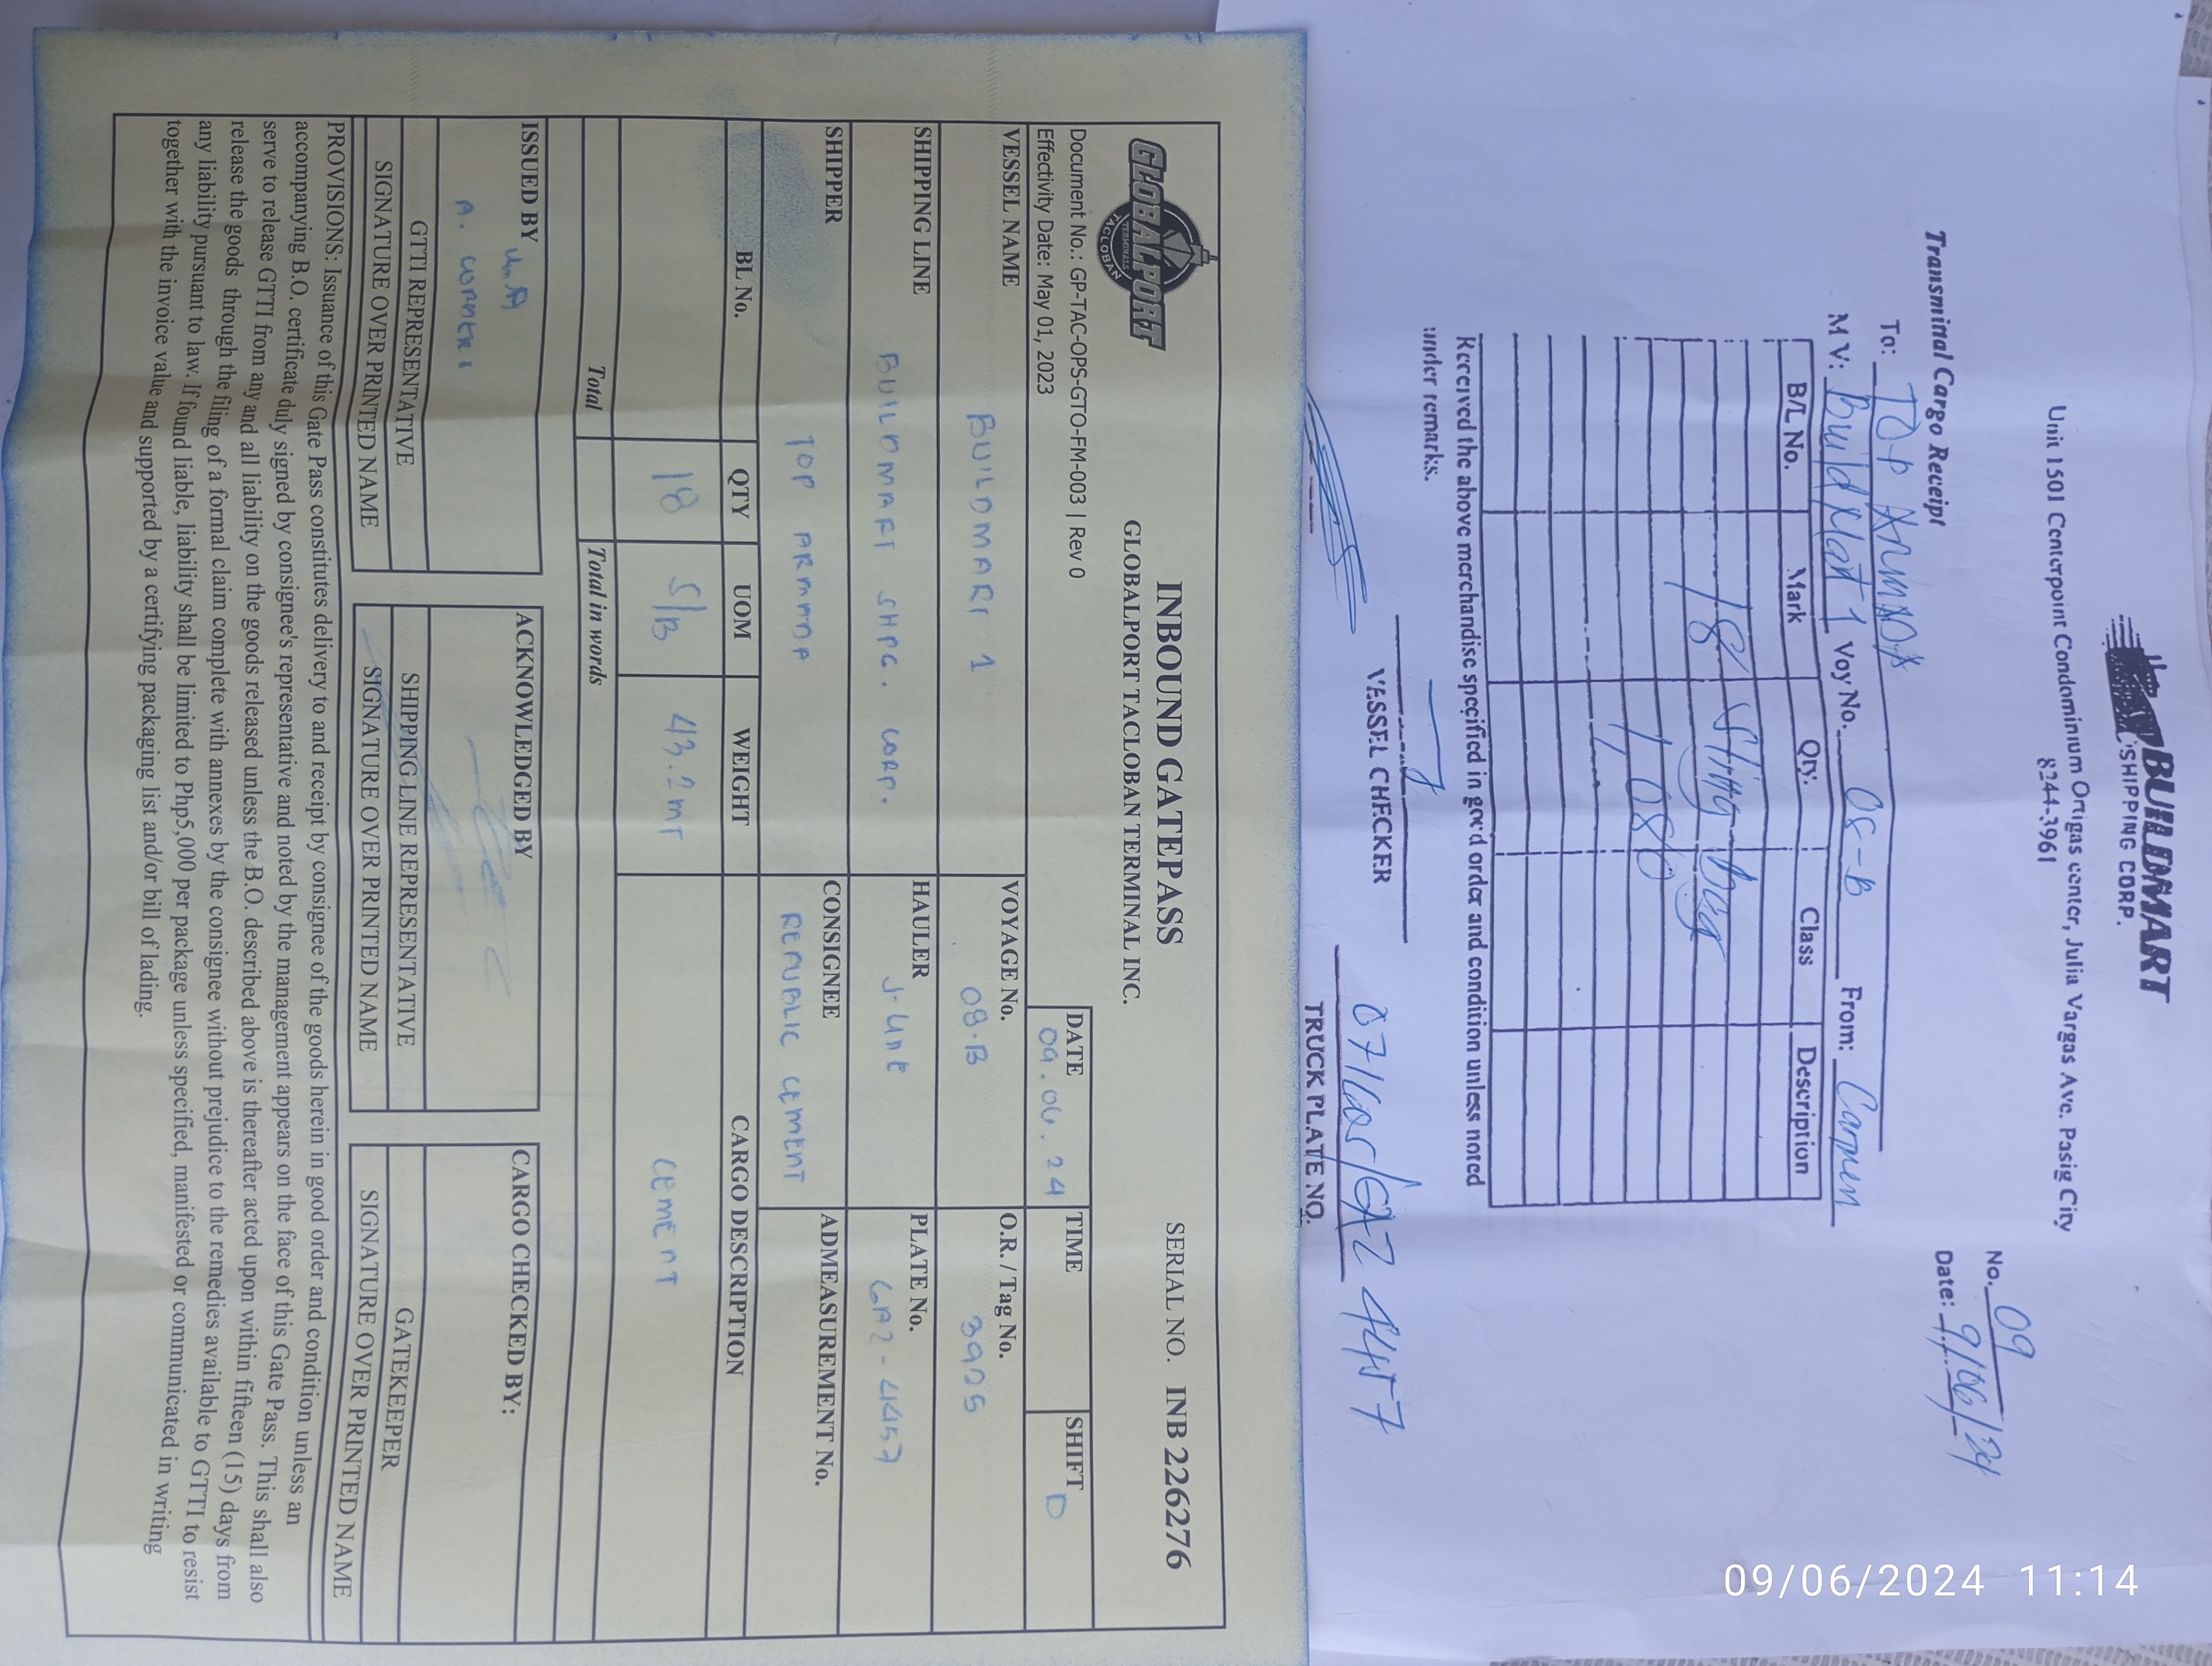 BUILDMART
SHIPPING CORP.
Unit 1501 Centerpoint Condominium Ortigas center, Julia Vargas Ave. Pasig City
8244-3961
No. 09
Transmittal Cargo Receipt
Date: 9/06/24
To: Top Armada
M V: Build Mart 1 Voy No. 08-B From: Carmen
B/L No. Mark Qty. Class Description
18 Sling bag
1,080
Received the above merchandise specified in good order and condition unless noted
under remarks.
VESSEL CHECKER
GAZ 4457
TRUCK PLATE NO.
GLOBALPORT
TERMINALS
TACLOBAN
INBOUND GATEPASS
SERIAL NO. INB 226276
GLOBALPORT TACLOBAN TERMINAL INC.
Document No.: GP-TAC-OPS-GTO-FM-003 | Rev 0
Effectivity Date: May 01, 2023
DATE 09.06.24 TIME SHIFT D
VESSEL NAME BUILDMART 1 VOYAGE No. 08-B O.R. / Tag No. 3905
SHIPPING LINE BUILDMART SHPG. CORP. HAULER PLATE No. GAZ-4457
SHIPPER TOP ARMADA CONSIGNEE REPUBLIC CEMENT ADMEASUREMENT No.
BL No. QTY UOM WEIGHT CARGO DESCRIPTION
18 S/B 43.2MT CEMENT
Total Total in words
ISSUED BY ACKNOWLEDGED BY CARGO CHECKED BY:
GTTI REPRESENTATIVE SHIPPING LINE REPRESENTATIVE GATEKEEPER
SIGNATURE OVER PRINTED NAME SIGNATURE OVER PRINTED NAME SIGNATURE OVER PRINTED NAME
PROVISIONS: Issuance of this Gate Pass constitutes delivery to and receipt by consignee of the goods herein in good order and condition unless an
accompanying B.O. certificate duly signed by consignee's representative and noted by the management appears on the face of this Gate Pass. This shall also
serve to release GTTI from any and all liability on the goods released unless the B.O. described above is thereafter acted upon within fifteen (15) days from
release the goods through the filing of a formal claim complete with annexes by the consignee without prejudice to the remedies available to GTTI to resist
any liability pursuant to law. If found liable, liability shall be limited to Php5,000 per package unless specified, manifested or communicated in writing
together with the invoice value and supported by a certifying packaging list and/or bill of lading.
09/06/2024 11:14